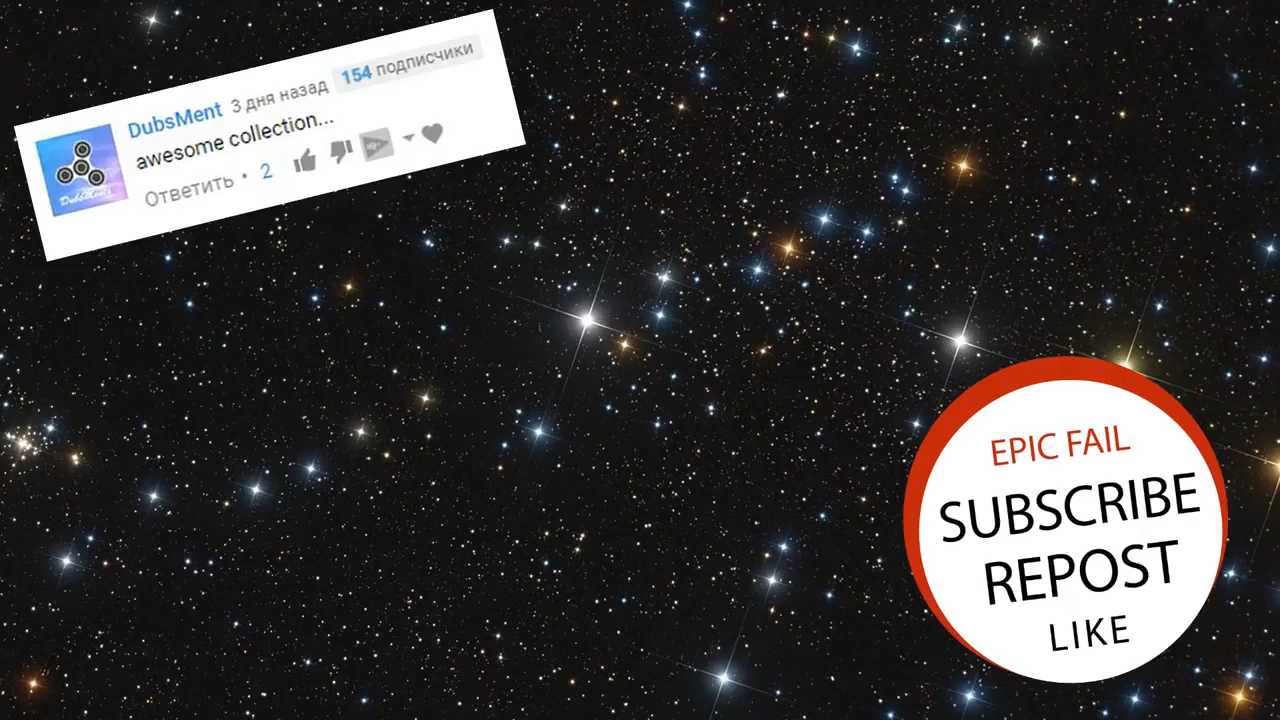 DubsMent 3 дня назад 154 подписчики
awesome collection...
Ответить • 2
EPIC FAIL
SUBSCRIBE
REPOST
LIKE